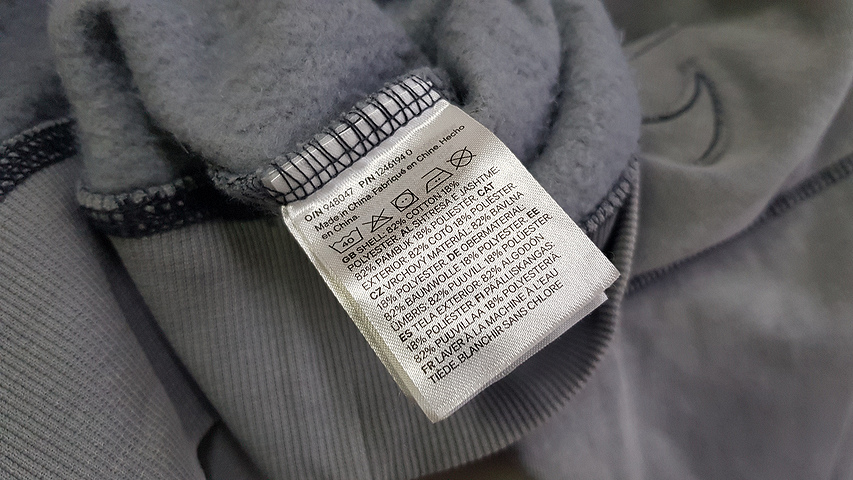 O/N 948047 P/N 1246194 0
Made in China. Fabriqué en Chine. Hecho
en China.
40
GB SHELL: 82% COTTON 18%
POLYESTER. AL SHTRESA E JASHTME:
82% PAMBUK 18% POLIESTER CAT
EXTERIOR: 82% COTÓ 18% POLIÈSTER.
CZ VRCHOVÝ MATERIÁL: 82% BAVLNA
18% POLYESTER. DE OBERMATERIAL:
82% BAUMWOLLE 18% POLYESTER. EE
ÜMBRIS: 82% PUUVILL 18% POLÜESTER
ES TELA EXTERIOR: 82% ALGODÓN
18% POLIÉSTER. FI PÄÄLLISKANGAS:
82% PUUVILLAA 18% POLYESTERIÄ
FR LAVER À LA MACHINE À L'EAU
TIÈDE. BLANCHIR SANS CHLORE